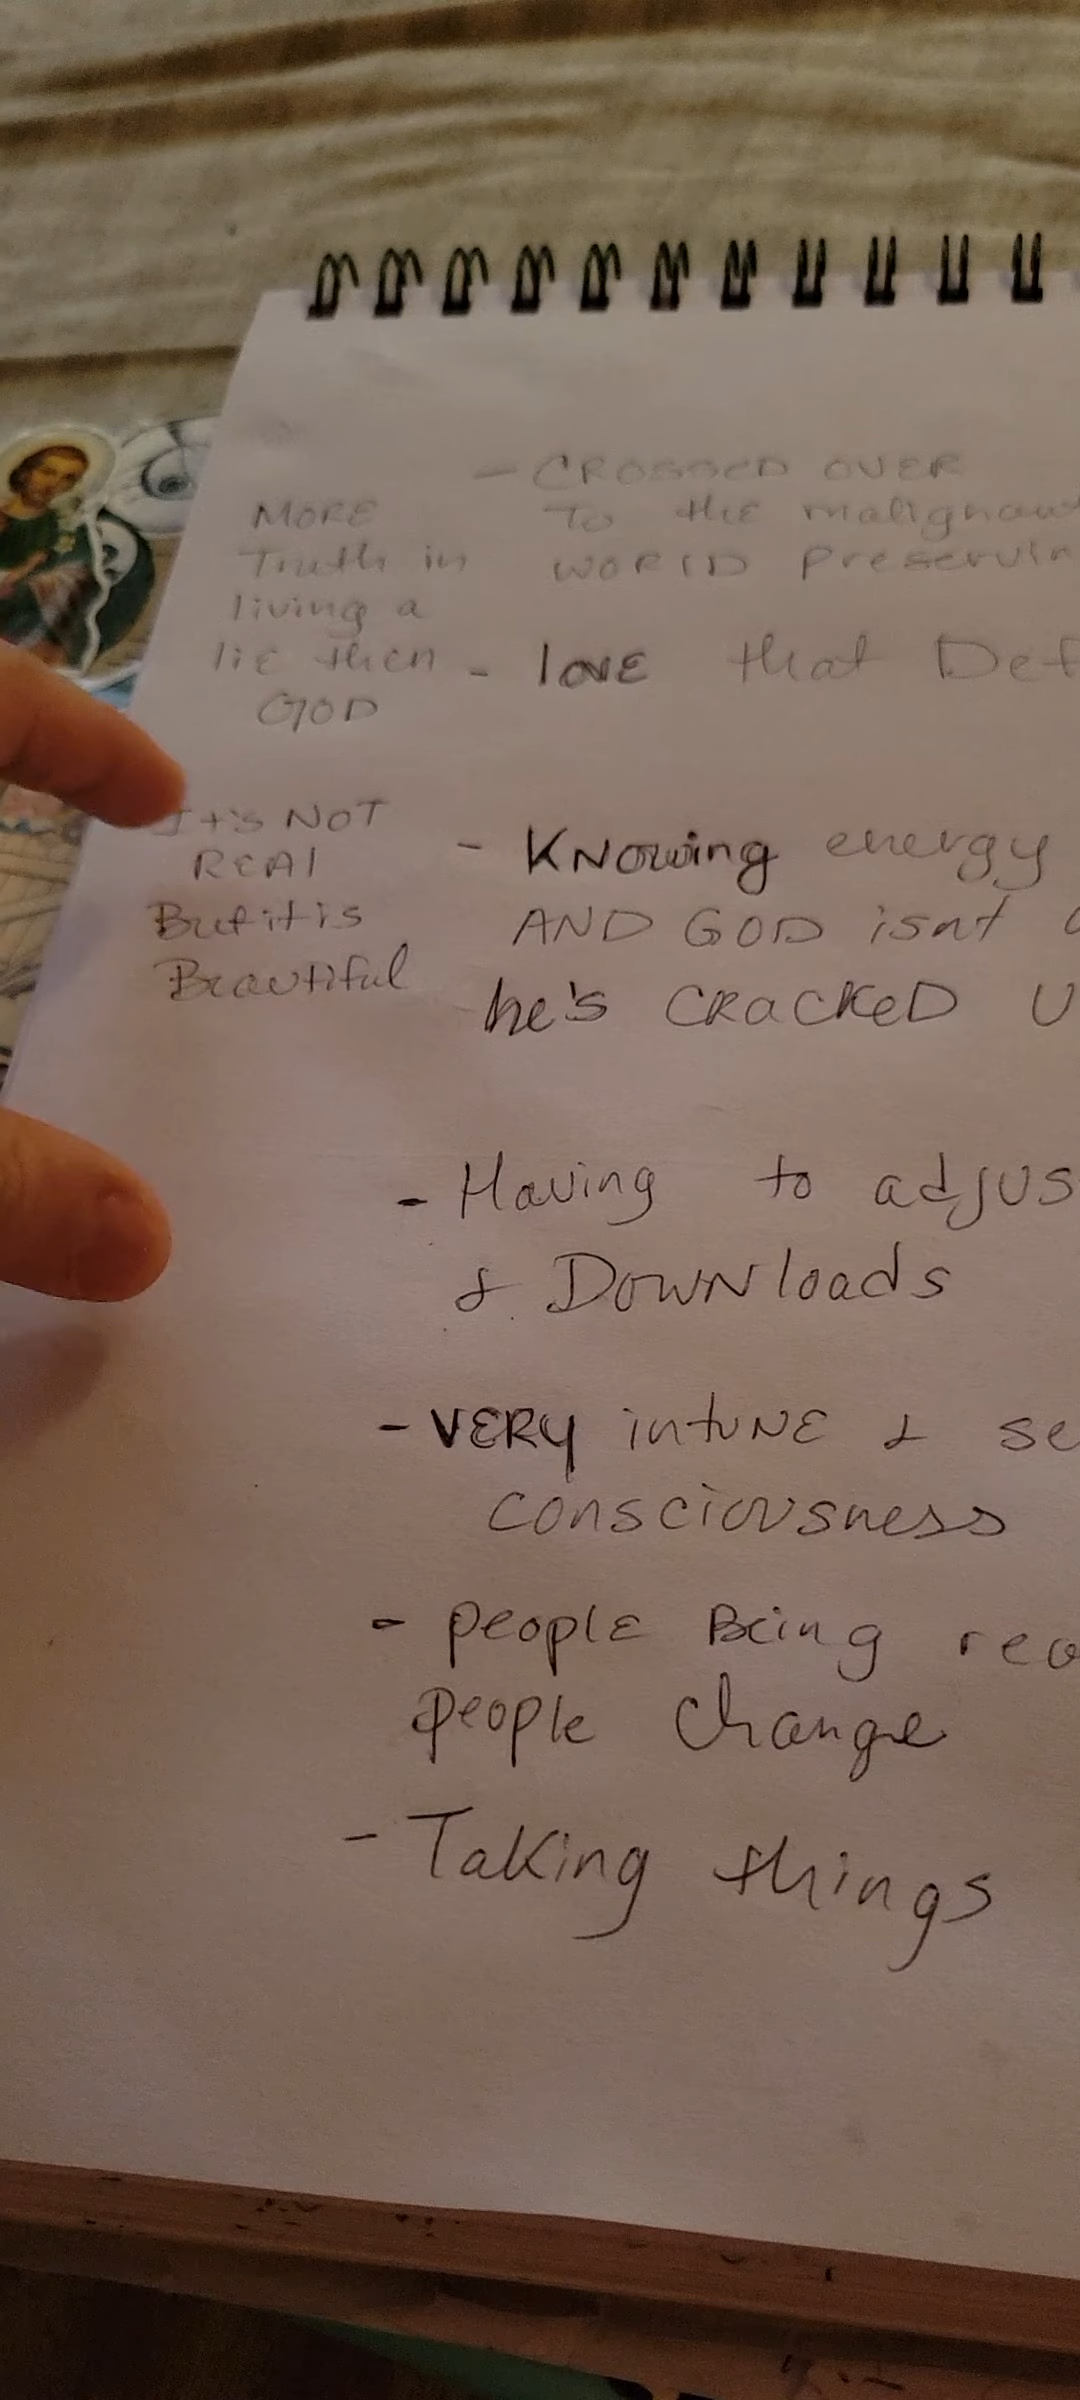 - CROSSED OVER
To the malignant
WORLD Preservin
- love that Def
MORE
Truth in
living a
lie then
GOD
It's NOT
REAl
But it is
Beautiful
- KNowing energy
AND GOD isnt
he's CRacKeD U
- Having to adjus
& DowNloads
- VERY intuNE & se
consciousness
- people Being rea
people change
- Taking things